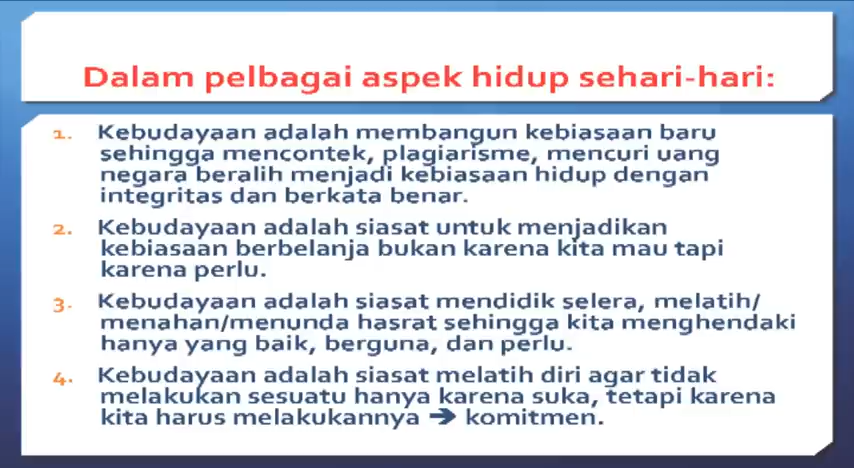 Dalam pelbagai aspek hidup sehari-hari:
1. Kebudayaan adalah membangun kebiasaan baru
sehingga mencontek, plagiarisme, mencuri uang
negara beralih menjadi kebiasaan hidup dengan
integritas dan berkata benar.
2. Kebudayaan adalah siasat untuk menjadikan
kebiasaan berbelanja bukan karena kita mau tapi
karena perlu.
3. Kebudayaan adalah siasat mendidik selera, melatih/
menahan/menunda hasrat sehingga kita menghendaki
hanya yang baik, berguna, dan perlu.
4. Kebudayaan adalah siasat melatih diri agar tidak
melakukan sesuatu hanya karena suka, tetapi karena
kita harus melakukannya ➔ komitmen.